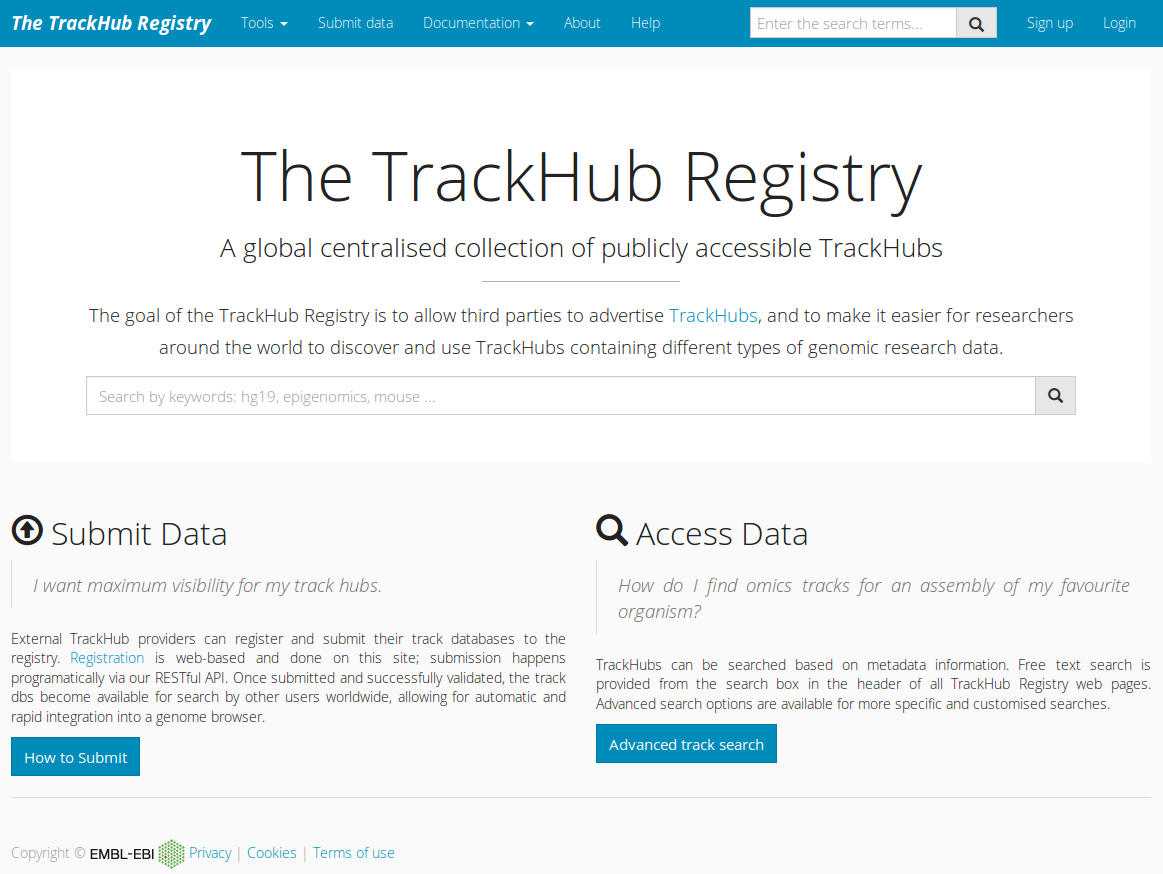 The TrackHub Registry Tools Submit data Documentation About Help Enter the search terms... Sign up Login
The TrackHub Registry
A global centralised collection of publicly accessible TrackHubs
The goal of the TrackHub Registry is to allow third parties to advertise TrackHubs, and to make it easier for researchers
around the world to discover and use TrackHubs containing different types of genomic research data.
Search by keywords: hg19, epigenomics, mouse ...
Submit Data
I want maximum visibility for my track hubs.
External TrackHub providers can register and submit their track databases to the
registry. Registration is web-based and done on this site; submission happens
programatically via our RESTful API. Once submitted and successfully validated, the track
dbs become available for search by other users worldwide, allowing for automatic and
rapid integration into a genome browser.
How to Submit
Access Data
How do I find omics tracks for an assembly of my favourite
organism?
TrackHubs can be searched based on metadata information. Free text search is
provided from the search box in the header of all TrackHub Registry web pages.
Advanced search options are available for more specific and customised searches.
Advanced track search
Copyright © EMBL-EBI Privacy | Cookies | Terms of use